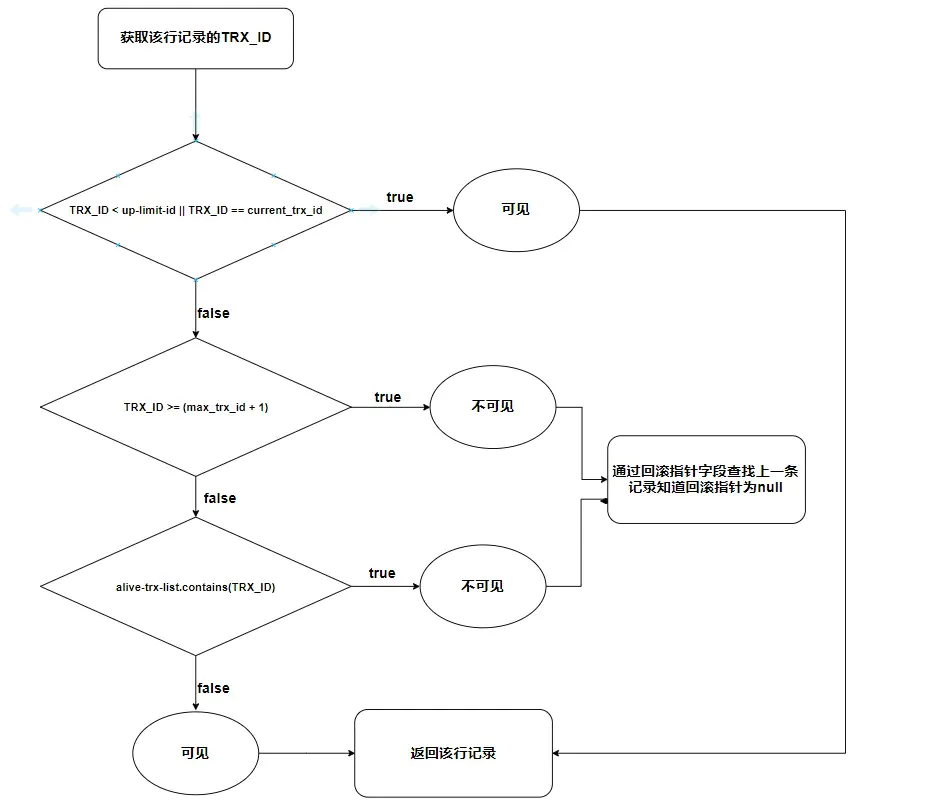 获取该行记录的TRX_ID
TRX_ID < up-limit-id || TRX_ID == current_trx_id
true
可见
false
TRX_ID >= (max_trx_id + 1)
true
不可见
通过回滚指针字段查找上一条
记录知道回滚指针为null
false
alive-trx-list.contains(TRX_ID)
true
不可见
false
可见
返回该行记录